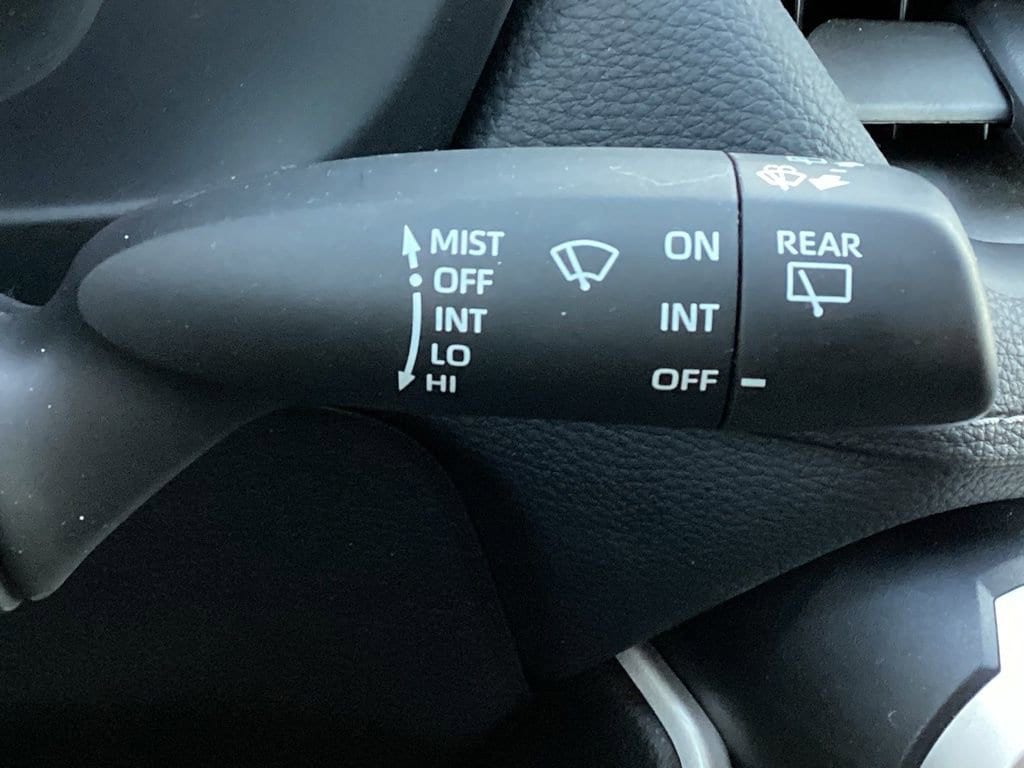 MIST
OFF
INT
LO
HI
ON
INT
OFF
REAR